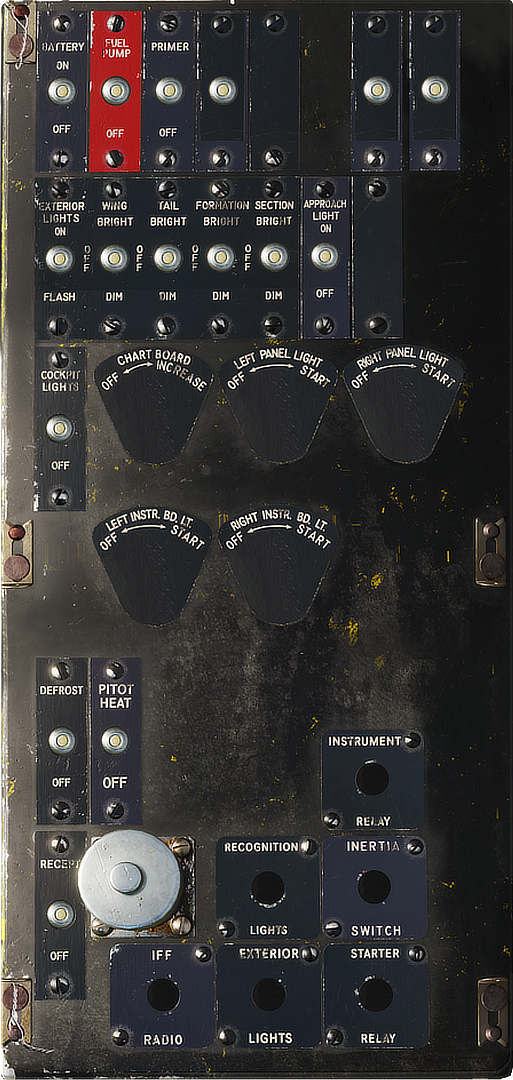 BATTERY
ON
OFF
FUEL
PUMP
OFF
PRIMER
OFF
EXTERIOR
LIGHTS
ON
FLASH
WING
BRIGHT
OFF
DIM
TAIL
BRIGHT
OFF
DIM
FORMATION
BRIGHT
OFF
DIM
SECTION
BRIGHT
DIM
APPROACH
LIGHT
ON
OFF
COCKPIT
LIGHTS
OFF
CHART BOARD
OFF INCREASE
LEFT PANEL LIGHT
OFF START
RIGHT PANEL LIGHT
OFF START
LEFT INSTR. BD. LT.
OFF START
RIGHT INSTR. BD. LT.
OFF START
DEFROST
OFF
PITOT
HEAT
OFF
INSTRUMENT
RELAY
RECEPT
OFF
RECOGNITION
LIGHTS
INERTIA
SWITCH
IFF
RADIO
EXTERIOR
LIGHTS
STARTER
RELAY